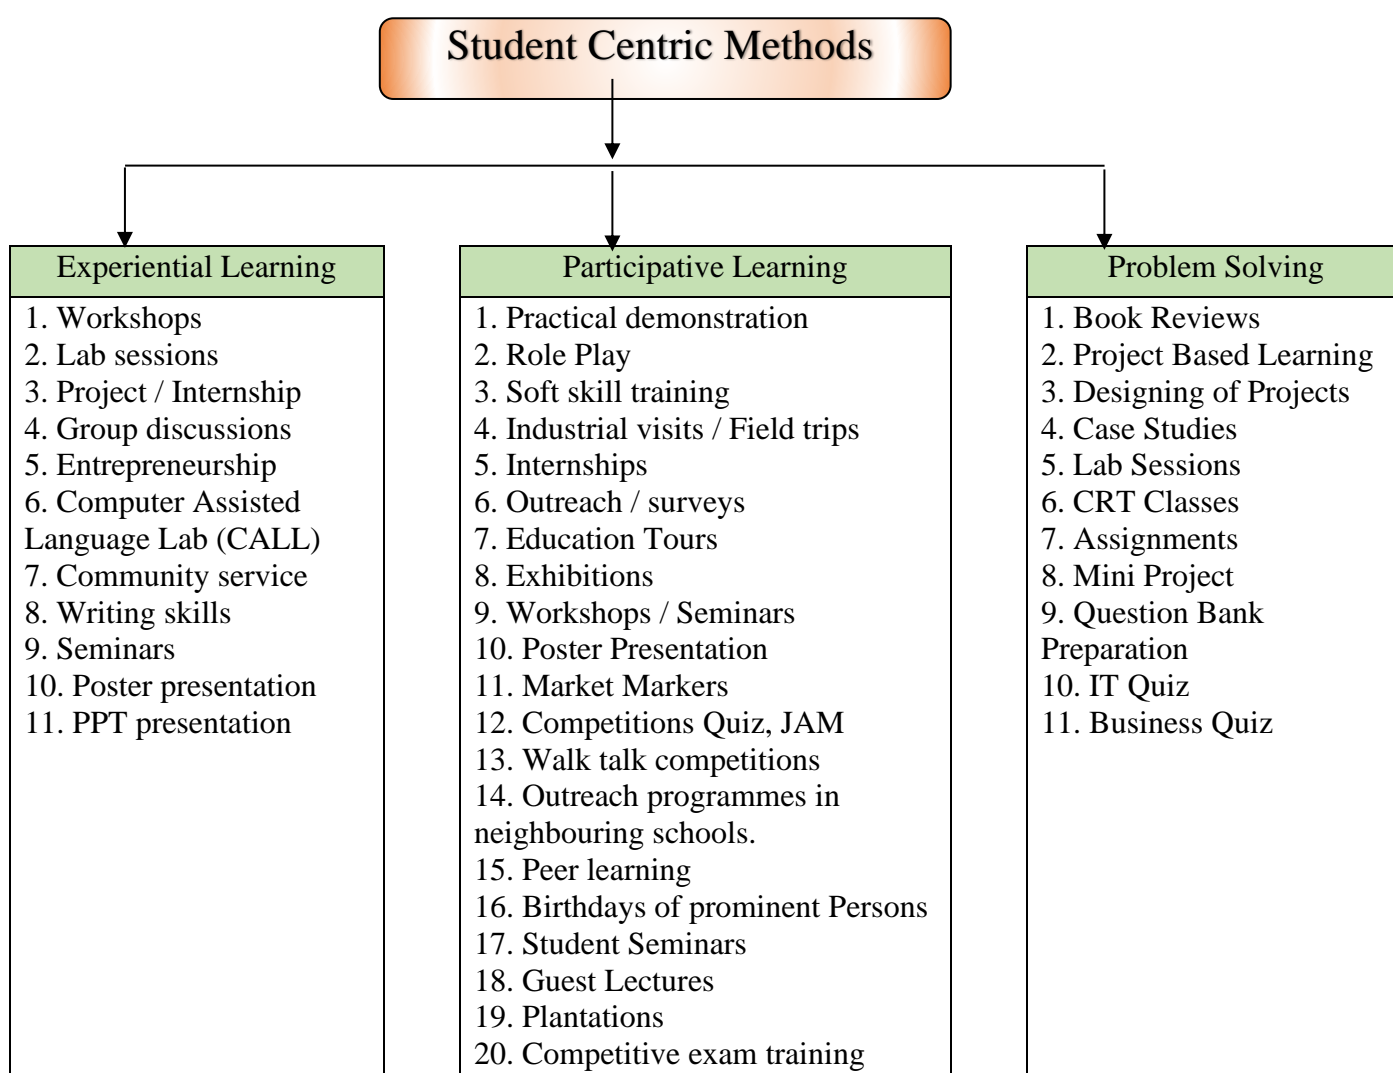 Student Centric Methods
Experiential Learning
1. Workshops
2. Lab sessions
3. Project / Internship
4. Group discussions
5. Entrepreneurship
6. Computer Assisted
Language Lab (CALL)
7. Community service
8. Writing skills
9. Seminars
10. Poster presentation
11. PPT presentation
Participative Learning
1. Practical demonstration
2. Role Play
3. Soft skill training
4. Industrial visits / Field trips
5. Internships
6. Outreach / surveys
7. Education Tours
8. Exhibitions
9. Workshops / Seminars
10. Poster Presentation
11. Market Markers
12. Competitions Quiz, JAM
13. Walk talk competitions
14. Outreach programmes in
neighbouring schools.
15. Peer learning
16. Birthdays of prominent Persons
17. Student Seminars
18. Guest Lectures
19. Plantations
20. Competitive exam training
Problem Solving
1. Book Reviews
2. Project Based Learning
3. Designing of Projects
4. Case Studies
5. Lab Sessions
6. CRT Classes
7. Assignments
8. Mini Project
9. Question Bank
Preparation
10. IT Quiz
11. Business Quiz